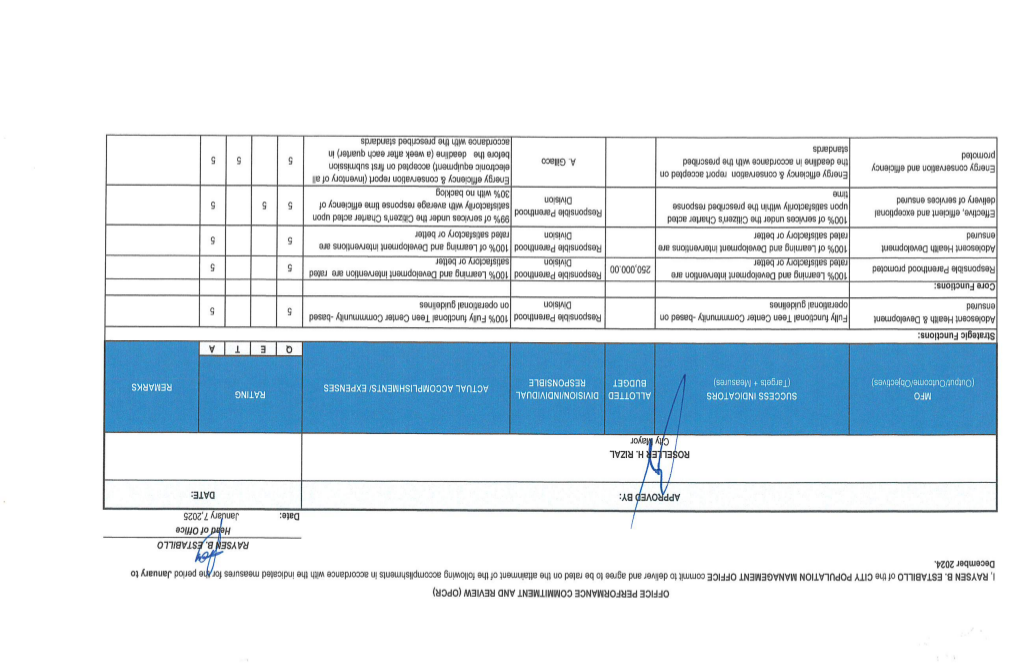 OFFICE PERFORMANCE COMMITMENT AND REVIEW (OPCR)
I, RAYSEN B. ESTABILLO of the CITY POPULATION MANAGEMENT OFFICE commit to deliver and agree to be rated on the attainment of the following accomplishments in accordance with the indicated measures for the period January to
December 2024.
RAYSEN B. ESTABILLO
Head of Office
Date: January 7,2025
APPROVED BY:
DATE:
ROSELLER H. RIZAL
City Mayor
MFO
(Output/Outcome/Objectives)
SUCCESS INDICATORS
(Targets + Measures)
ALLOTTED
BUDGET
DIVISION/INDIVIDUAL
RESPONSIBLE
ACTUAL ACCOMPLISHMENTS/ EXPENSES
RATING
Q E T A
REMARKS
Strategic Functions:
Adolescent Health & Development
ensured
Fully functional Teen Center Commmunity -based on
operational guidelines
Responsible Parenthood
Division
100% Fully functional Teen Center Commmunity -based
on operational guidelines
5 5
Core Functions:
Responsible Parenthood promoted
100% Learning and Development intervention are
rated satisfactory or better
250,000.00
Responsible Parenthood
Division
100% Learning and Development intervention are rated
satisfactory or better
5 5
Adolescent Health Development
ensured
100% of Learning and Development interventions are
rated satisfactory or better
Responsible Parenthood
Division
100% of Learning and Development interventions are
rated satisfactory or better
5 5
Effective, efficient and exceptional
delivery of services ensured
100% of services under the Citizen's Charter acted
upon satisfactorily within the prescribed response
time
Responsible Parenthood
Division
99% of services under the Citizen's Charter acted upon
satisfactorily with average response time efficiency of
30% with no backlog
5 5 5
Energy conservation and efficiency
promoted
Energy efficiency & conservation report accepted on
the deadline in accordance with the prescribed
standards
A. Gillaco
Energy efficiency & conservation report (inventory of all
electronic equipment) accepted on first submission
before the deadline (a week after each quarter) in
accordance with the prescribed standards
5 5 5